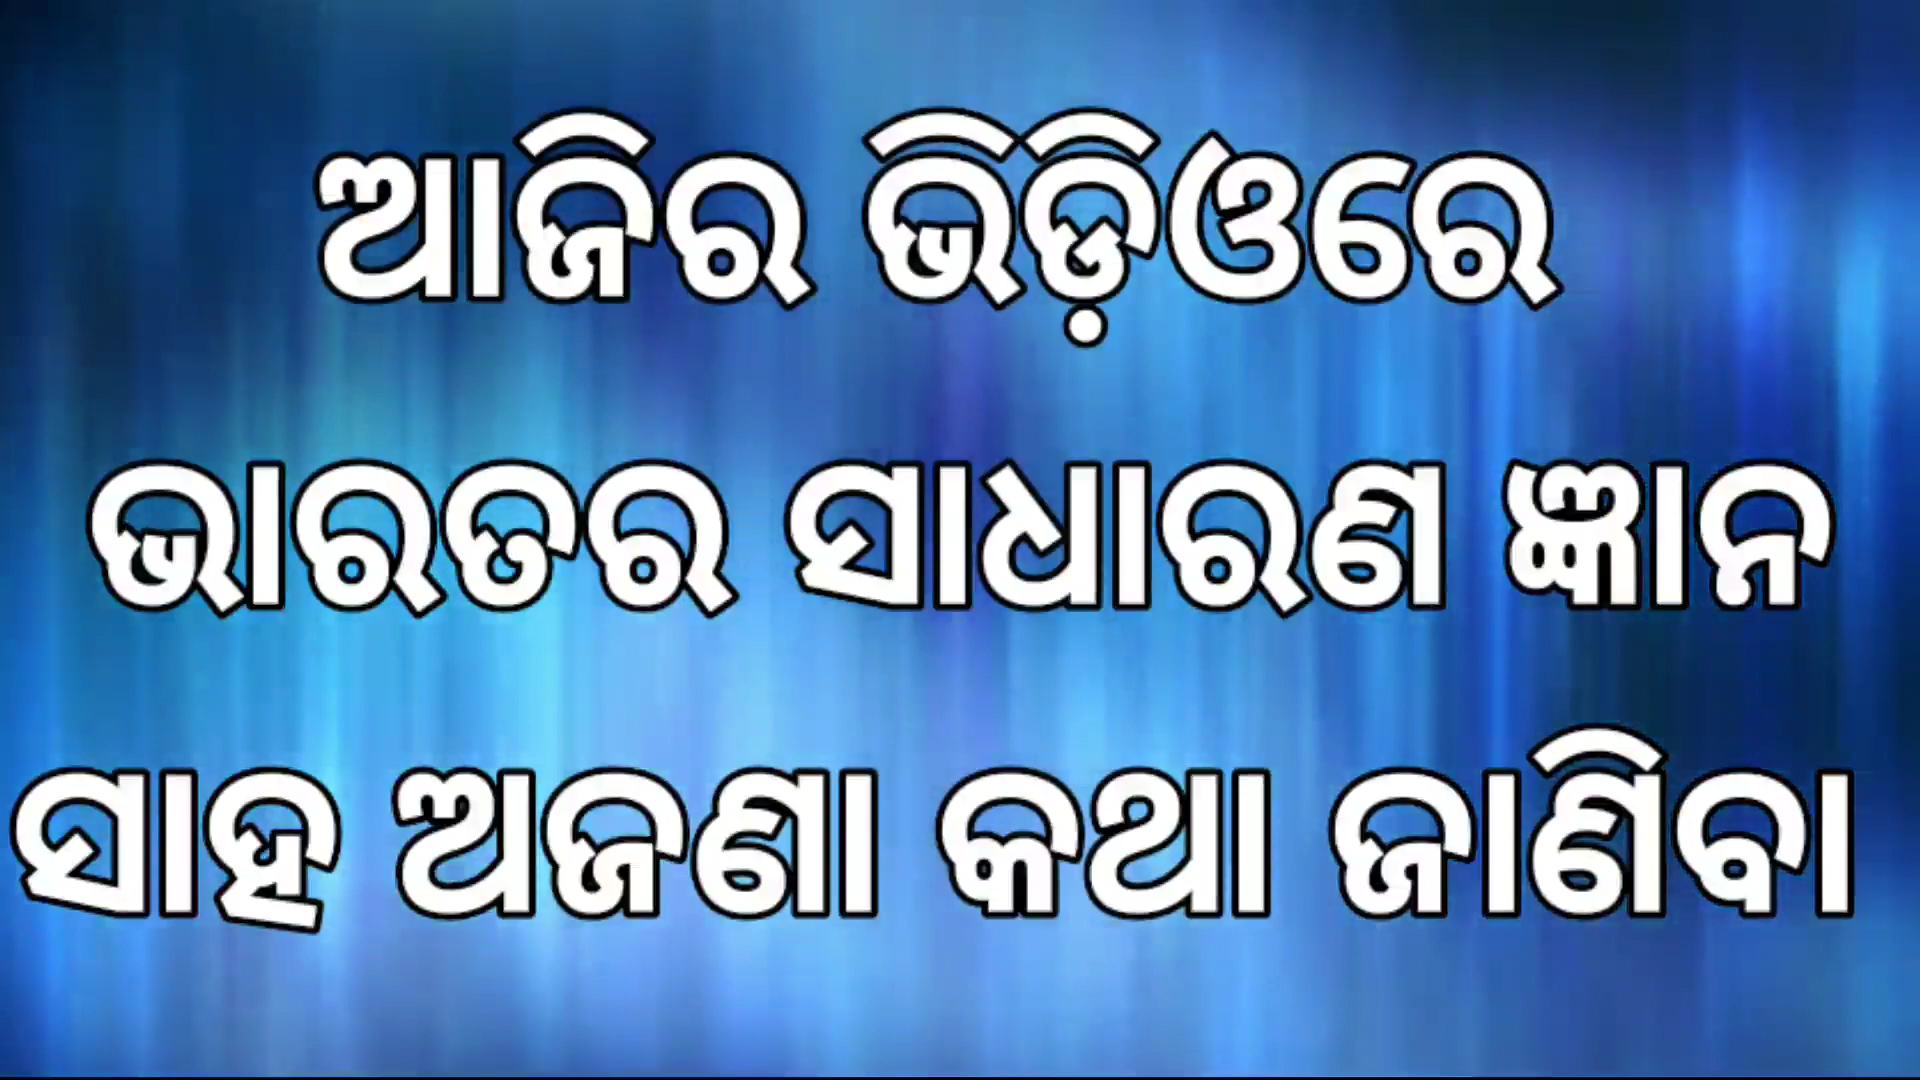 ଆଜିର ଭିଡ଼ିଓରେ
ଭାରତର ସାଧାରଣ ଜ୍ଞାନ
ସାହ ଅଜଣା କଥା ଜାଣିବା